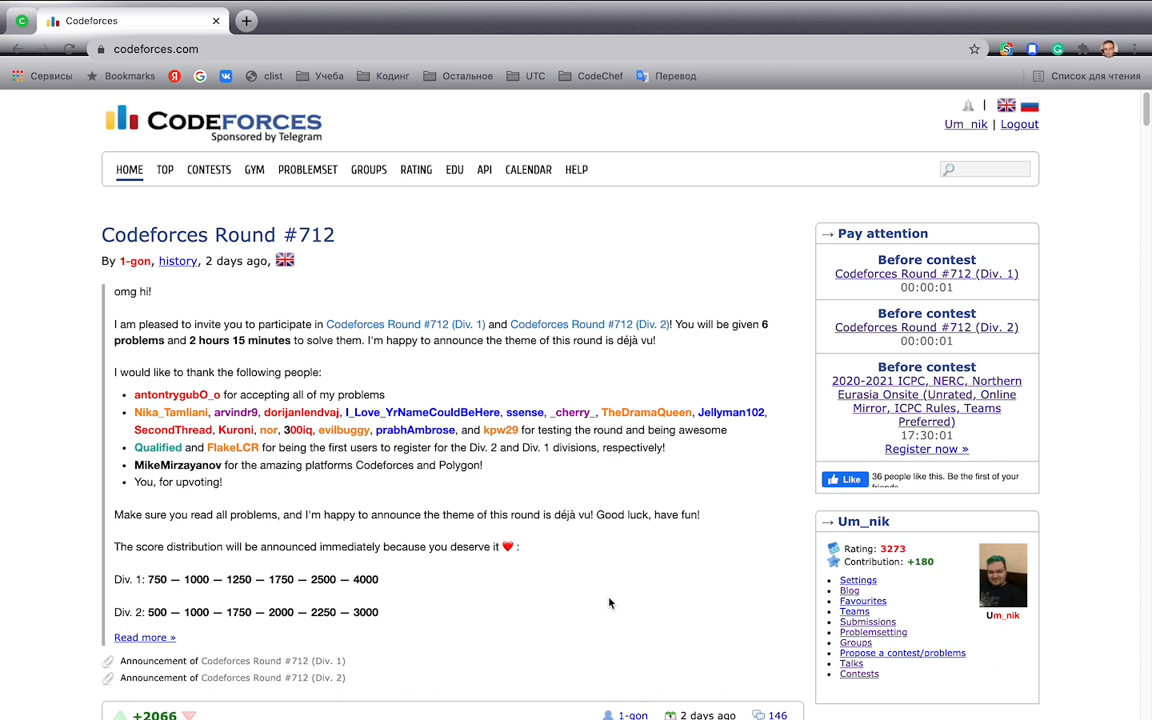 Codeforces
codeforces.com
Сервисы Bookmarks clist Учеба Кодинг Остальное UTC CodeChef Перевод Список для чтения
CODEFORCES
Sponsored by Telegram
Um_nik | Logout
HOME TOP CONTESTS GYM PROBLEMSET GROUPS RATING EDU API CALENDAR HELP
Codeforces Round #712
By 1-gon, history, 2 days ago,
omg hi!
I am pleased to invite you to participate in Codeforces Round #712 (Div. 1) and Codeforces Round #712 (Div. 2)! You will be given 6
problems and 2 hours 15 minutes to solve them. I'm happy to announce the theme of this round is déjà vu!
I would like to thank the following people:
• antontrygubO_o for accepting all of my problems
• Nika_Tamliani, arvindr9, dorijanlendvaj, I_Love_YrNameCouldBeHere, ssense, _cherry_, TheDramaQueen, Jellyman102,
SecondThread, Kuroni, nor, 300iq, evilbuggy, prabhAmbrose, and kpw29 for testing the round and being awesome
• Qualified and FlakeLCR for being the first users to register for the Div. 2 and Div. 1 divisions, respectively!
• MikeMirzayanov for the amazing platforms Codeforces and Polygon!
• You, for upvoting!
Make sure you read all problems, and I'm happy to announce the theme of this round is déjà vu! Good luck, have fun!
The score distribution will be announced immediately because you deserve it ❤️ :
Div. 1: 750 — 1000 — 1250 — 1750 — 2500 — 4000
Div. 2: 500 — 1000 — 1750 — 2000 — 2250 — 3000
Read more »
Announcement of Codeforces Round #712 (Div. 1)
Announcement of Codeforces Round #712 (Div. 2)
+2066 1-gon 2 days ago 146
→ Pay attention
Before contest
Codeforces Round #712 (Div. 1)
00:00:01
Before contest
Codeforces Round #712 (Div. 2)
00:00:01
Before contest
2020-2021 ICPC, NERC, Northern
Eurasia Onsite (Unrated, Online
Mirror, ICPC Rules, Teams
Preferred)
17:30:01
Register now »
Like 36 people like this. Be the first of your
friends.
→ Um_nik
Rating: 3273
Contribution: +180
• Settings
• Blog
• Favourites
• Teams
• Submissions
• Problemsetting
• Groups
• Propose a contest/problems
• Talks
• Contests
Um_nik